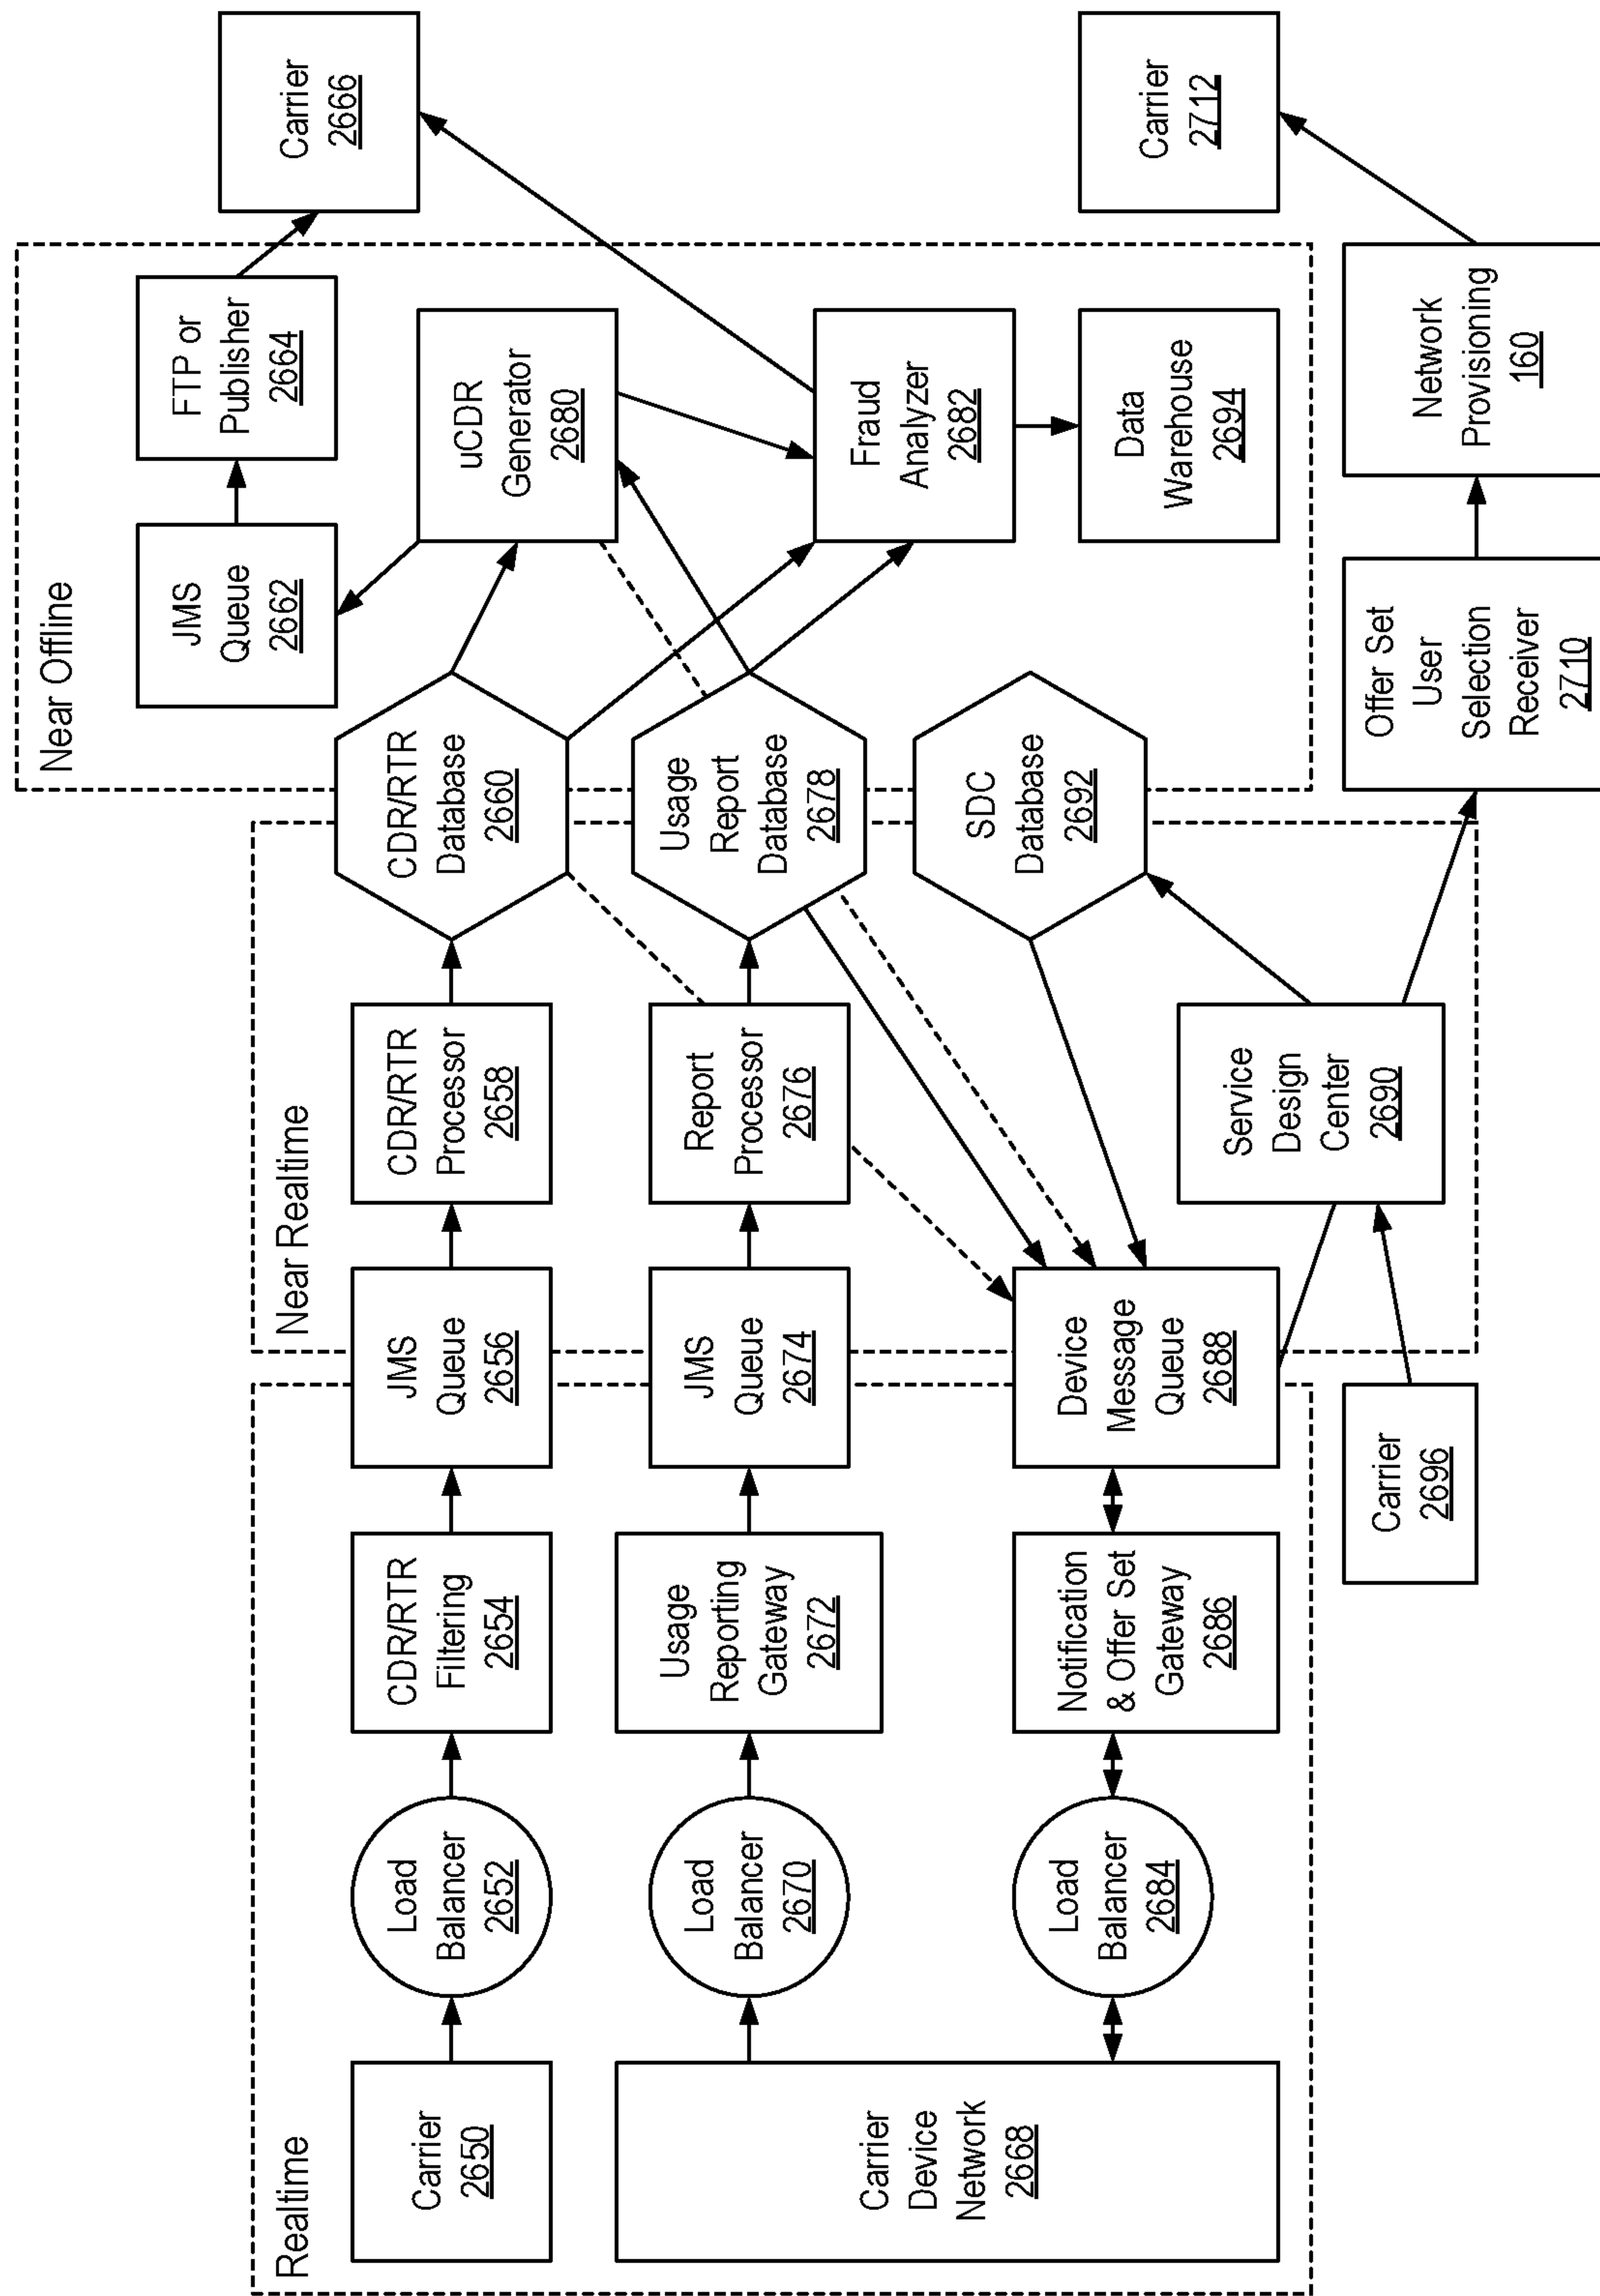 Realtime
Carrier
2650
Load
Balancer
2652
CDR/RTR
Filtering
2654
JMS
Queue
2656
Near Realtime
CDR/RTR
Processor
2658
CDR/RTR
Database
2660
Near Offline
JMS
Queue
2662
FTP or
Publisher
2664
Carrier
2666
Carrier
Device
Network
2668
Load
Balancer
2670
Usage
Reporting
Gateway
2672
JMS
Queue
2674
Report
Processor
2676
Usage
Report
Database
2678
uCDR
Generator
2680
Fraud
Analyzer
2682
Load
Balancer
2684
Notification
& Offer Set
Gateway
2686
Device
Message
Queue
2688
Service
Design
Center
2690
SDC
Database
2692
Data
Warehouse
2694
Carrier
2696
Offer Set
User
Selection
Receiver
2710
Network
Provisioning
160
Carrier
2712